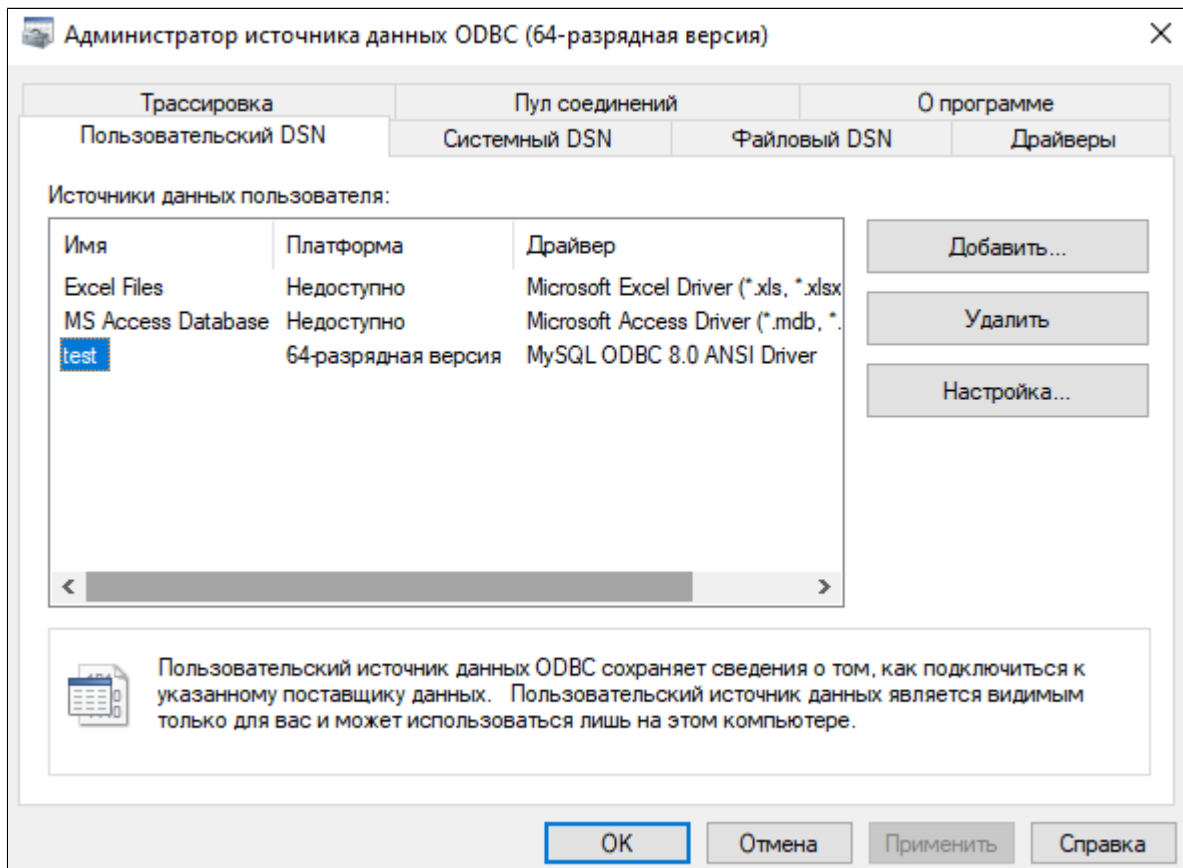 Администратор источника данных ODBC (64-разрядная версия)
Трассировка Пул соединений О программе
Пользовательский DSN Системный DSN Файловый DSN Драйверы
Источники данных пользователя:
Имя Платформа Драйвер
Excel Files Недоступно Microsoft Excel Driver (*.xls, *.xlsx
MS Access Database Недоступно Microsoft Access Driver (*.mdb, *.
test 64-разрядная версия MySQL ODBC 8.0 ANSI Driver
Добавить...
Удалить
Настройка...
Пользовательский источник данных ODBC сохраняет сведения о том, как подключиться к
указанному поставщику данных. Пользовательский источник данных является видимым
только для вас и может использоваться лишь на этом компьютере.
OK Отмена Применить Справка